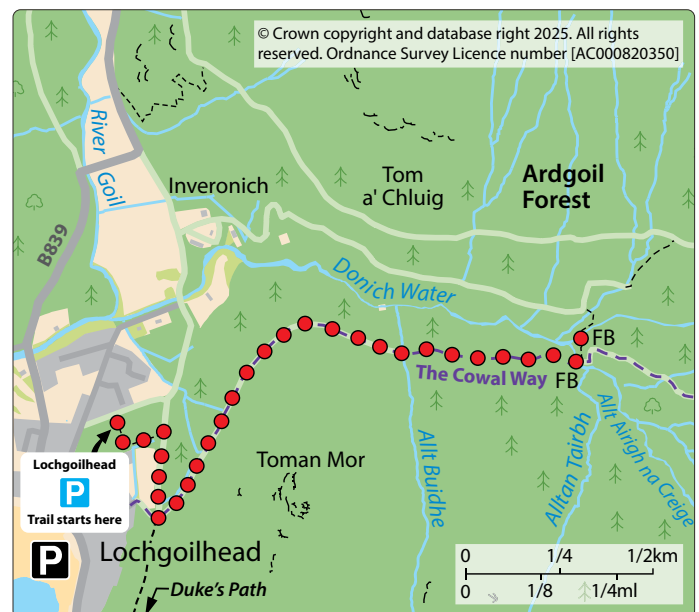 © Crown copyright and database right 2025. All rights
reserved. Ordnance Survey Licence number [AC000820350]
River
Goil
B839
Inveronich
Tom
a' Chluig
Ardgoil
Forest
Donich Water
FB
FB
The Cowal Way
Allt Buidhe
Alltan Tairbh
Allt Airigh na Creige
Toman Mor
Lochgoilhead
P
Trail starts here
P
Lochgoilhead
Duke's Path
0 1/4 1/2km
0 1/8 1/4ml